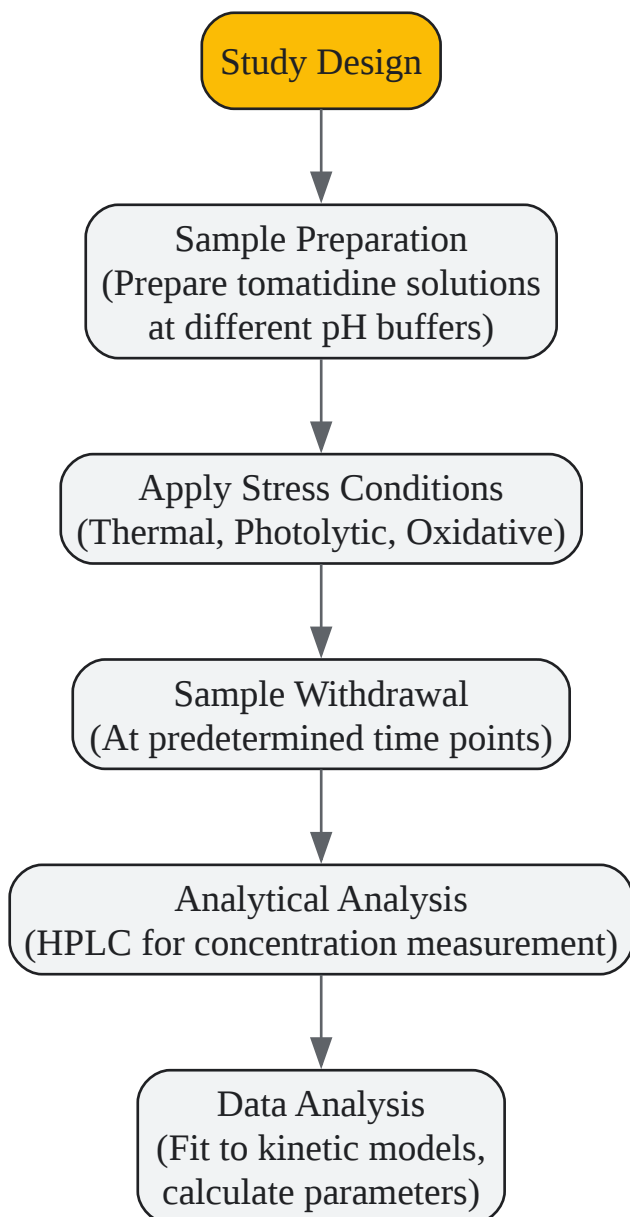 Study Design
Sample Preparation
(Prepare tomatidine solutions
at different pH buffers)
Apply Stress Conditions
(Thermal, Photolytic, Oxidative)
Sample Withdrawal
(At predetermined time points)
Analytical Analysis
(HPLC for concentration measurement)
Data Analysis
(Fit to kinetic models,
calculate parameters)